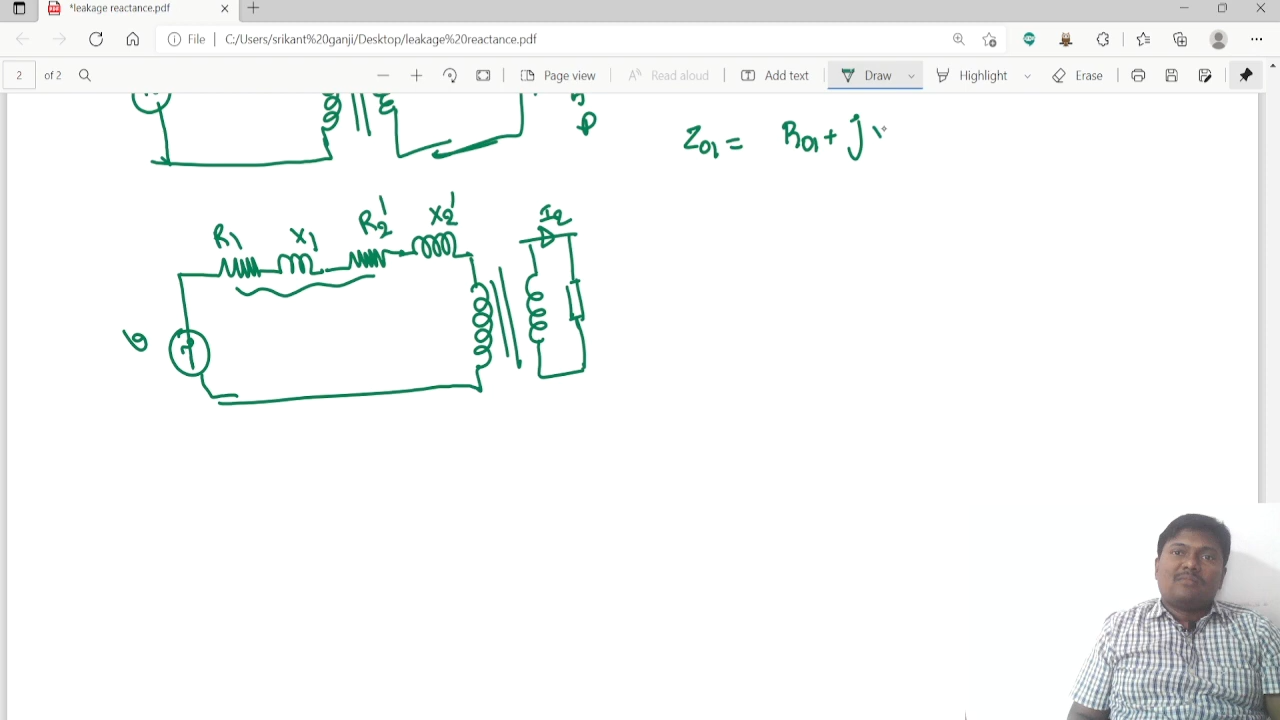 *leakage reactance.pdf
File | C:/Users/srikant%20ganji/Desktop/leakage%20reactance.pdf
2 of 2 Page view Read aloud Add text Draw Highlight Erase
Z01 = R01 + j
R1 X1 R2' X2' I2